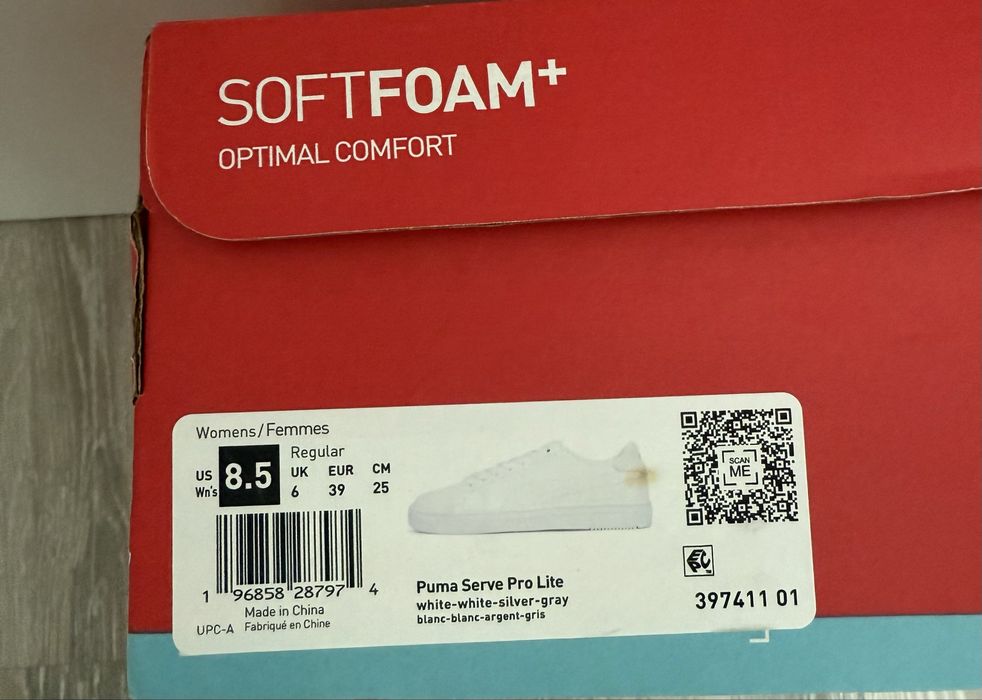 SOFTFOAM+
OPTIMAL COMFORT
Womens/Femmes
Regular
US Wn's 8.5
UK EUR CM
6 39 25
1 96858 28797 4
Made in China
UPC-A Fabriqué en Chine
Puma Serve Pro Lite
white-white-silver-gray
blanc-blanc-argent-gris
SCAN
ME
397411 01